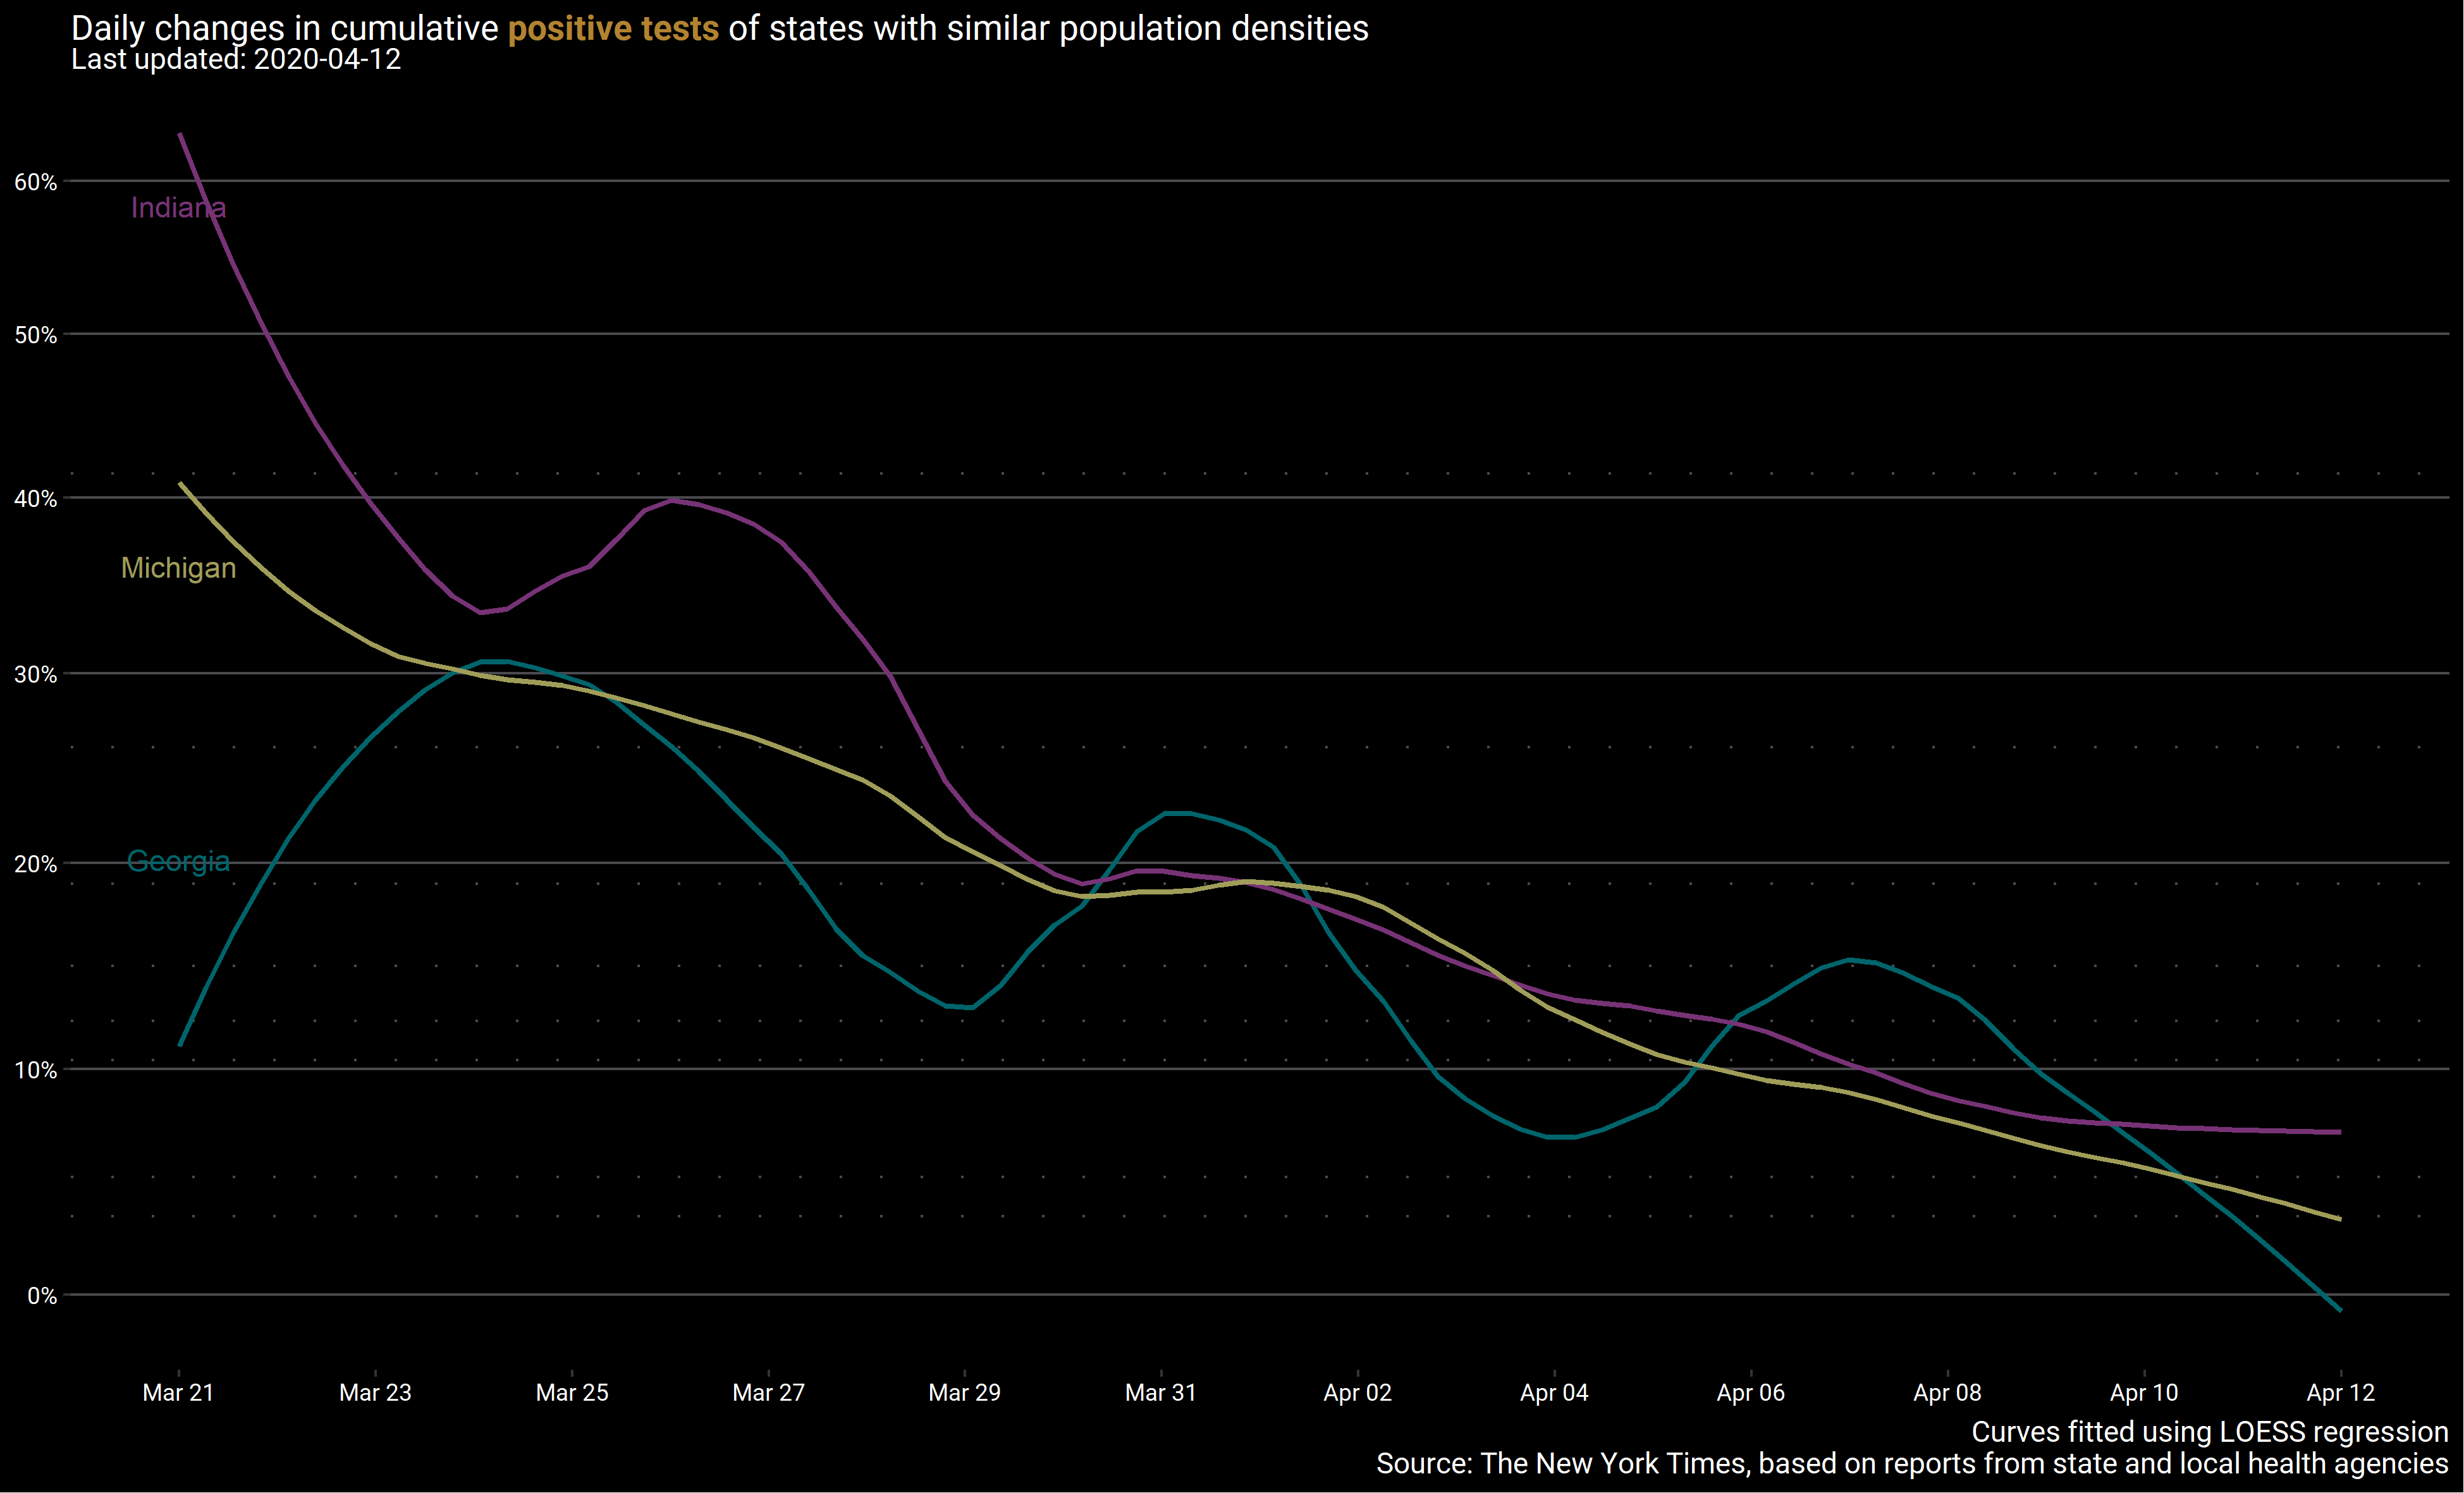 Daily changes in cumulative positive tests of states with similar population densities
Last updated: 2020-04-12
60%
Indiana
50%
40%
Michigan
30%
Georgia
20%
10%
0%
Mar 21 Mar 23 Mar 25 Mar 27 Mar 29 Mar 31 Apr 02 Apr 04 Apr 06 Apr 08 Apr 10 Apr 12
Curves fitted using LOESS regression
Source: The New York Times, based on reports from state and local health agencies